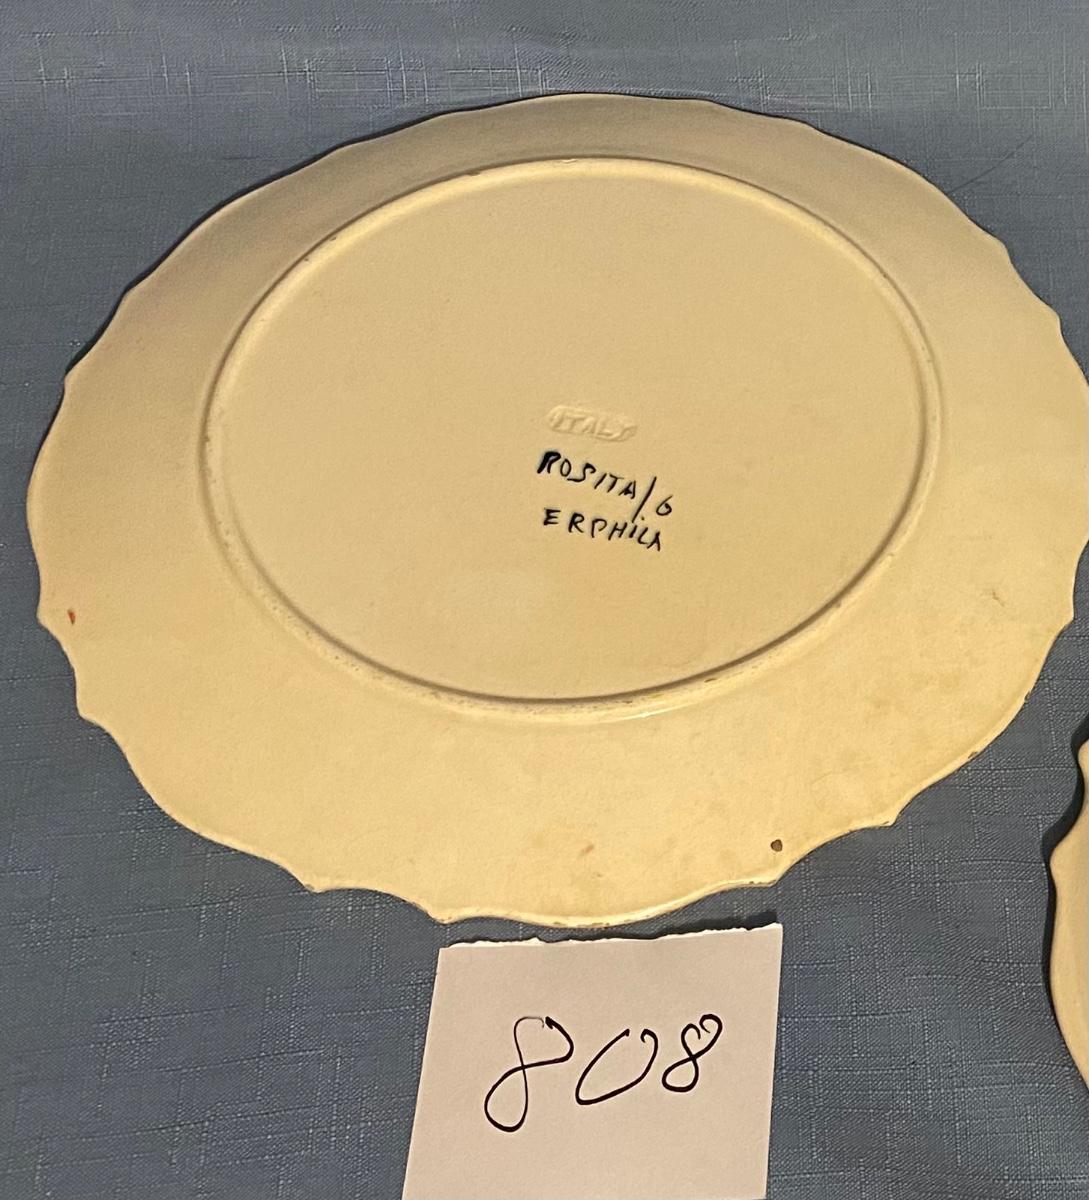 ITALY
ROSITA/6
ERPHILA
808